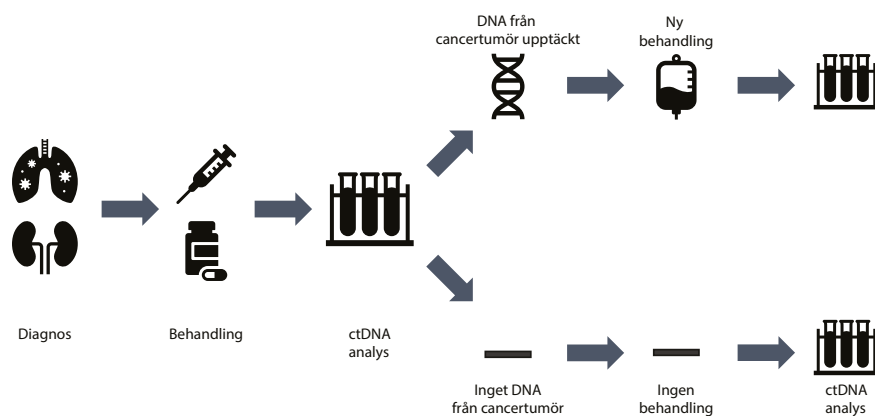 DNA från
cancertumör upptäckt
Ny
behandling
Diagnos
Behandling
ctDNA
analys
Inget DNA
från cancertumör
Ingen
behandling
ctDNA
analys